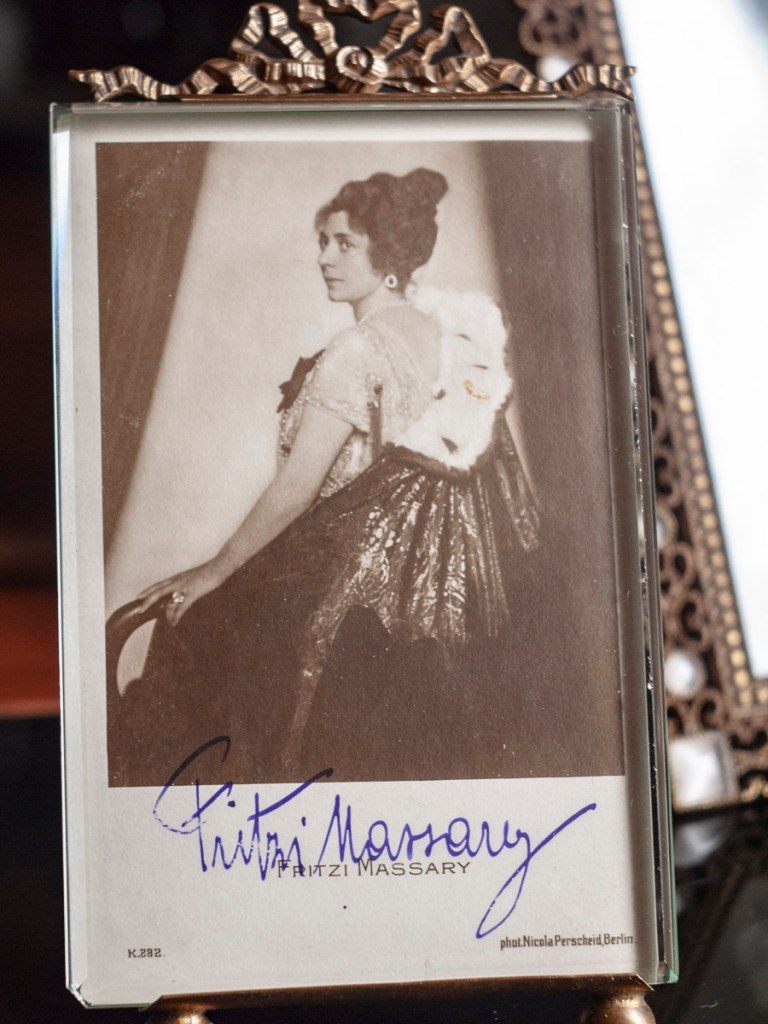 Fritzi Massary
FRITZI MASSARY
phot. Nicola Perscheid, Berlin.
K.282.